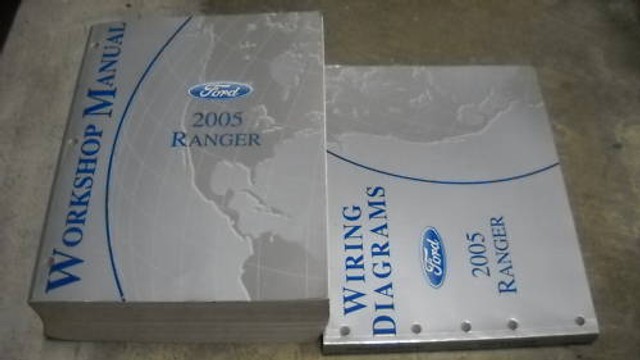 WORKSHOP MANUAL
Ford
2005
RANGER
WIRING
DIAGRAMS
Ford
2005
RANGER